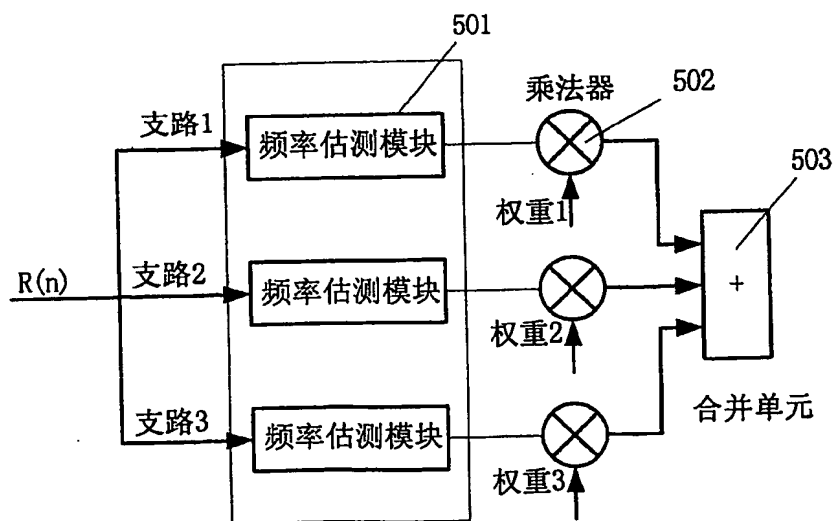 501
乘法器
502
支路1
频率估测模块
503
权重1
R(n)
支路2
频率估测模块
+
权重2
支路3
频率估测模块
合并单元
权重3